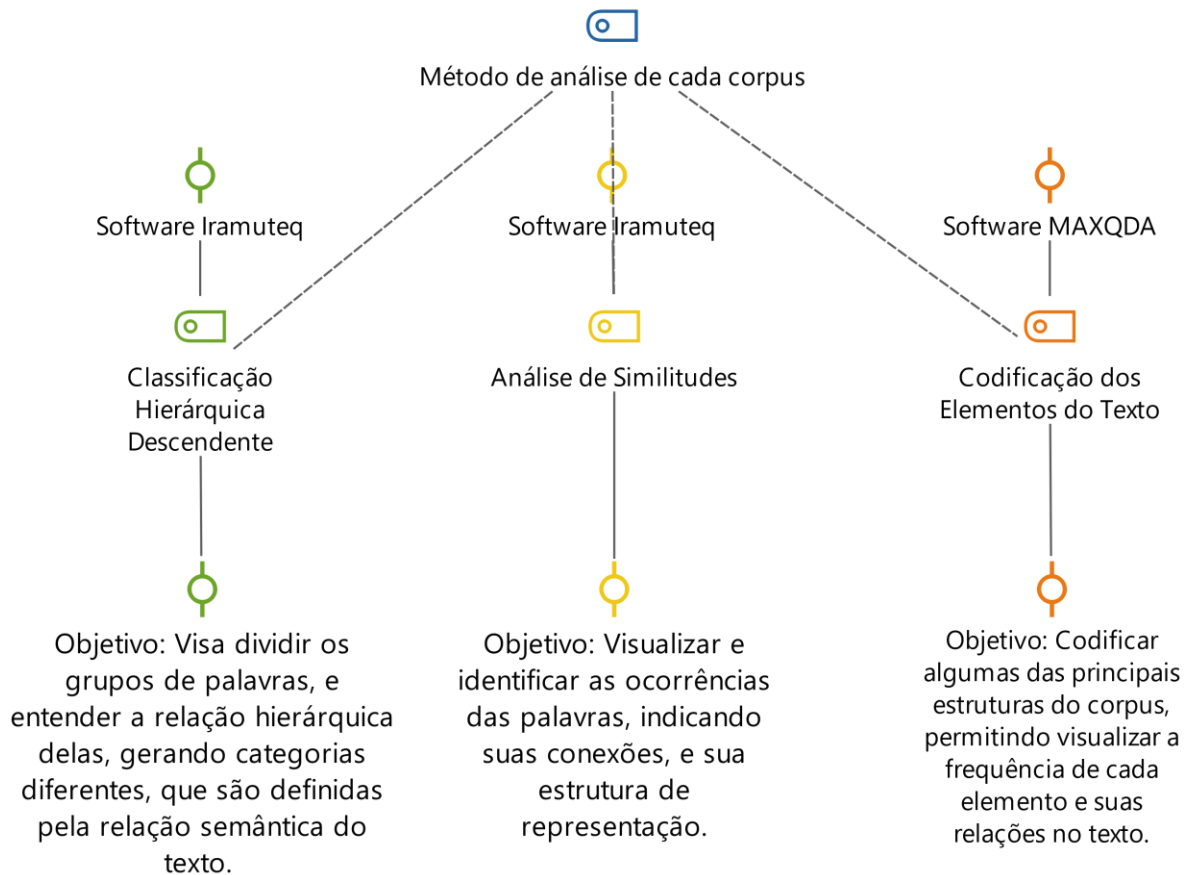 Método de análise de cada corpus
Software Iramuteq
Software Iramuteq
Software MAXQDA
Classificação
Hierárquica
Descendente
Análise de Similitudes
Codificação dos
Elementos do Texto
Objetivo: Visa dividir os
grupos de palavras, e
entender a relação hierárquica
delas, gerando categorias
diferentes, que são definidas
pela relação semântica do
texto.
Objetivo: Visualizar e
identificar as ocorrências
das palavras, indicando
suas conexões, e sua
estrutura de
representação.
Objetivo: Codificar
algumas das principais
estruturas do corpus,
permitindo visualizar a
frequência de cada
elemento e suas
relações no texto.